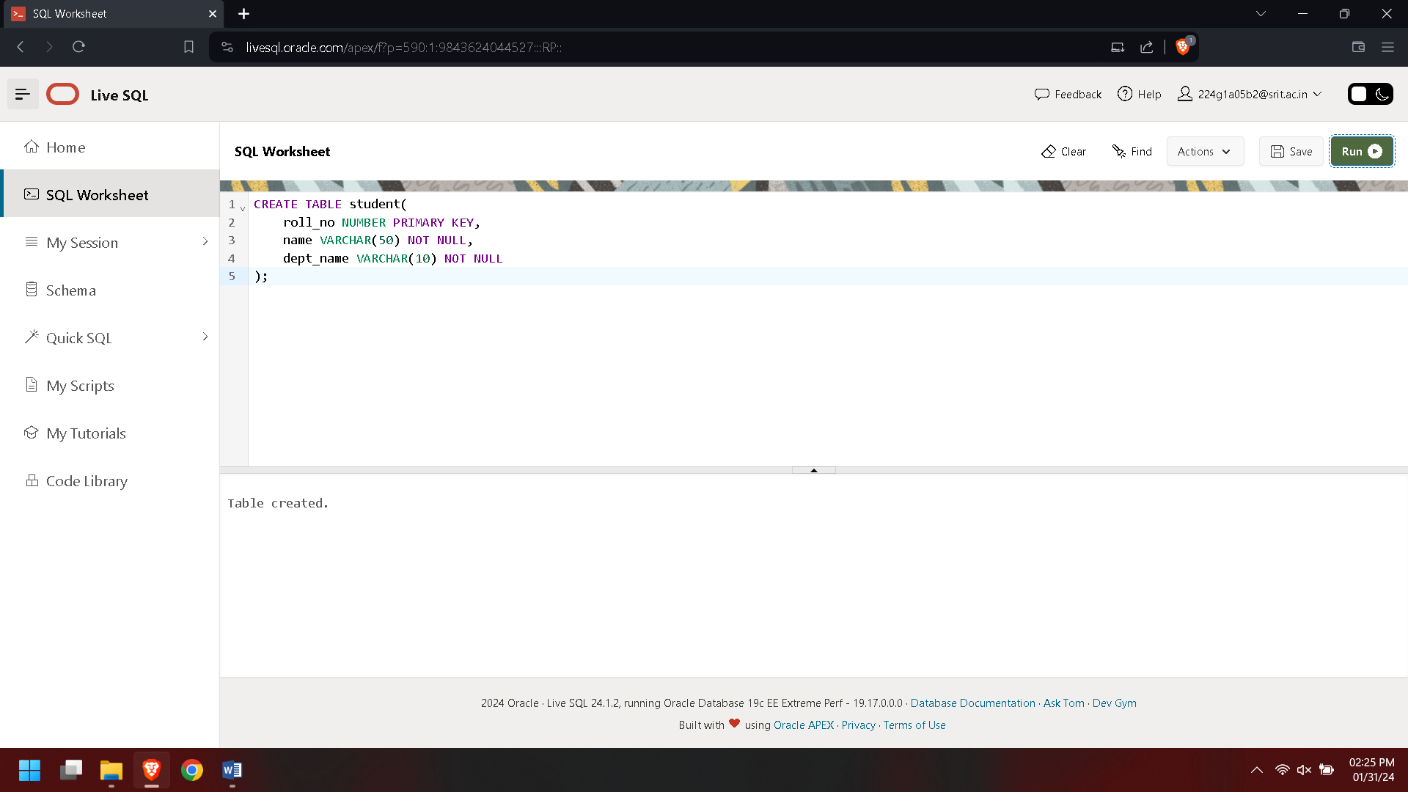 SQL Worksheet
livesql.oracle.com/apex/f?p=590:1:9843624044527:::RP::
1
Live SQL
Feedback
Help
224g1a05b2@srit.ac.in
Home
SQL Worksheet
My Session
Schema
Quick SQL
My Scripts
My Tutorials
Code Library
SQL Worksheet
Clear
Find
Actions
Save
Run
1 CREATE TABLE student(
2 roll_no NUMBER PRIMARY KEY,
3 name VARCHAR(50) NOT NULL,
4 dept_name VARCHAR(10) NOT NULL
5 );
Table created.
2024 Oracle · Live SQL 24.1.2, running Oracle Database 19c EE Extreme Perf - 19.17.0.0.0 · Database Documentation · Ask Tom · Dev Gym
Built with ❤ using Oracle APEX · Privacy · Terms of Use
02:25 PM
01/31/24